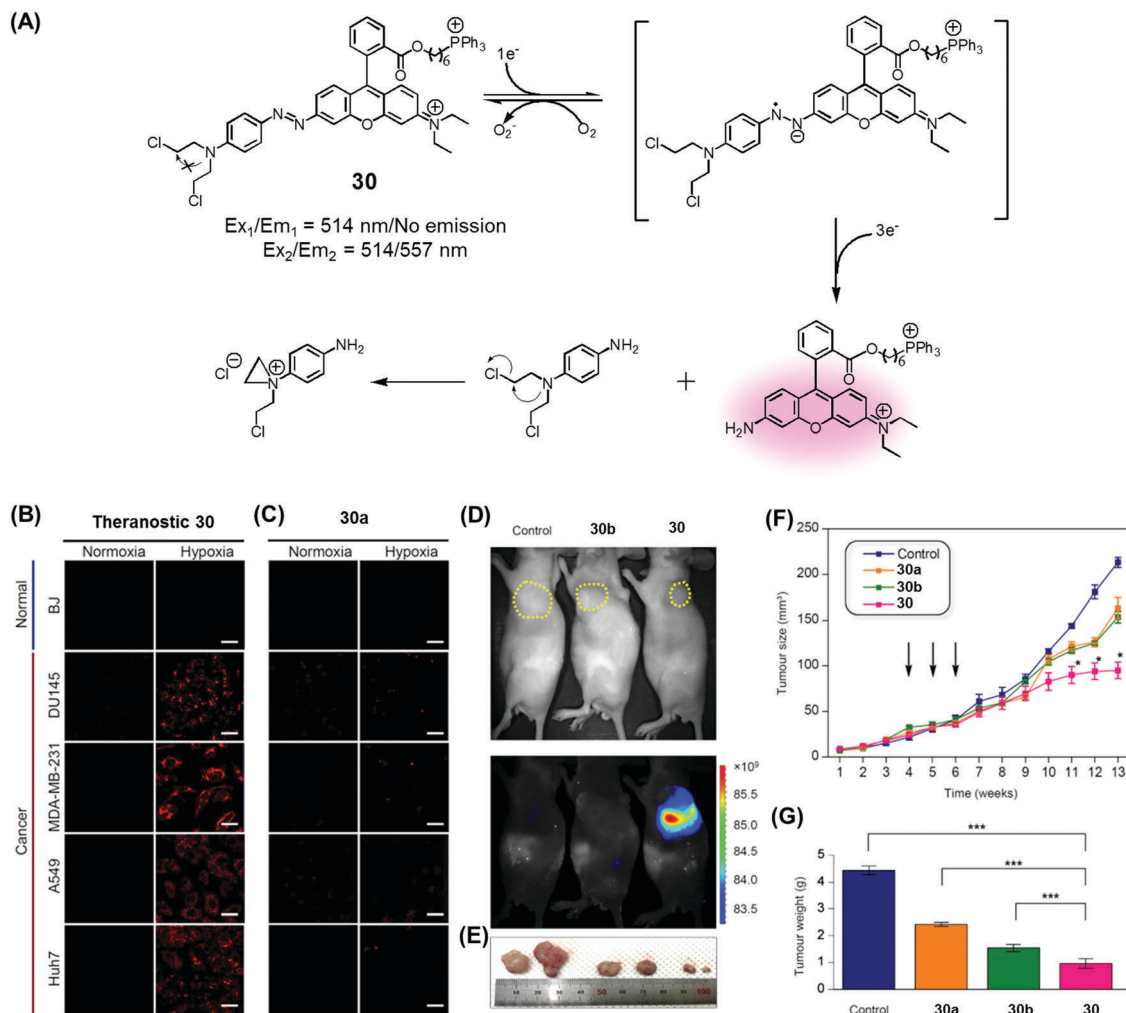 (A)
O
O
6
PPh3
⊕
1e-
O2-
O2
N
N
O
N
⊕
Cl
N
Cl
30
Ex1/Em1 = 514 nm/No emission
Ex2/Em2 = 514/557 nm
O
O
6
PPh3
⊕
N
N
⊖
O
N
⊕
Cl
N
Cl
3e-
Cl
⊖
N
⊕
NH2
Cl
Cl
N
NH2
Cl
+
O
O
6
PPh3
⊕
H2N
O
N
⊕
(B)
Theranostic 30
Normoxia Hypoxia
Normal
BJ
Cancer
DU145
MDA-MB-231
A549
Huh7
(C)
30a
Normoxia Hypoxia
(D)
Control 30b 30
×10⁹
85.5
85.0
84.5
84.0
83.5
(E)
10 50 100
(F)
Tumour size (mm³)
250
200
150
100
50
0
Control
30a
30b
30
* * *
1 2 3 4 5 6 7 8 9 10 11 12 13
Time (weeks)
(G)
Tumour weight (g)
5
4
3
2
1
0
***
***
***
Control 30a 30b 30